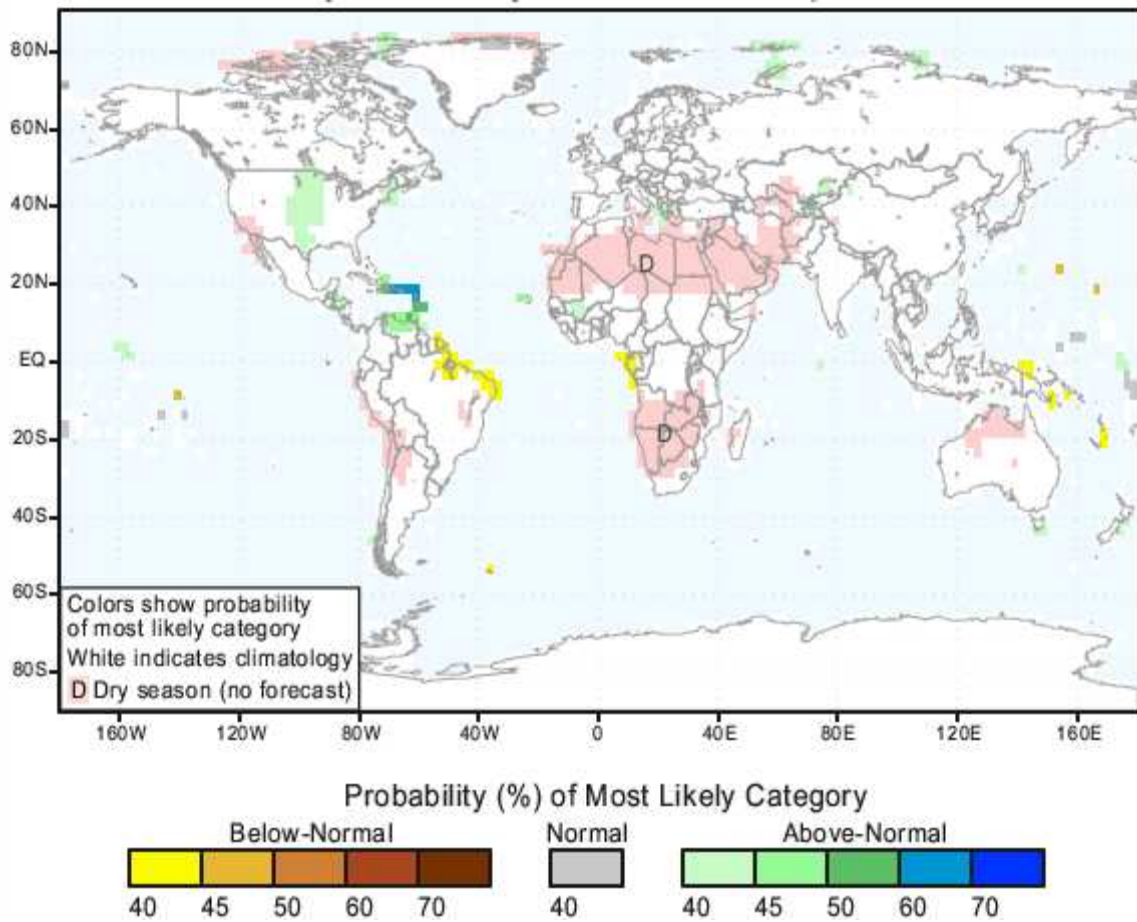 80N
60N
40N
20N
EQ
20S
40S
60S
80S
D
D
Colors show probability
of most likely category
White indicates climatology
D Dry season (no forecast)
160W 120W 80W 40W 0 40E 80E 120E 160E
Probability (%) of Most Likely Category
Below-Normal Normal Above-Normal
40 45 50 60 70 40 40 45 50 60 70